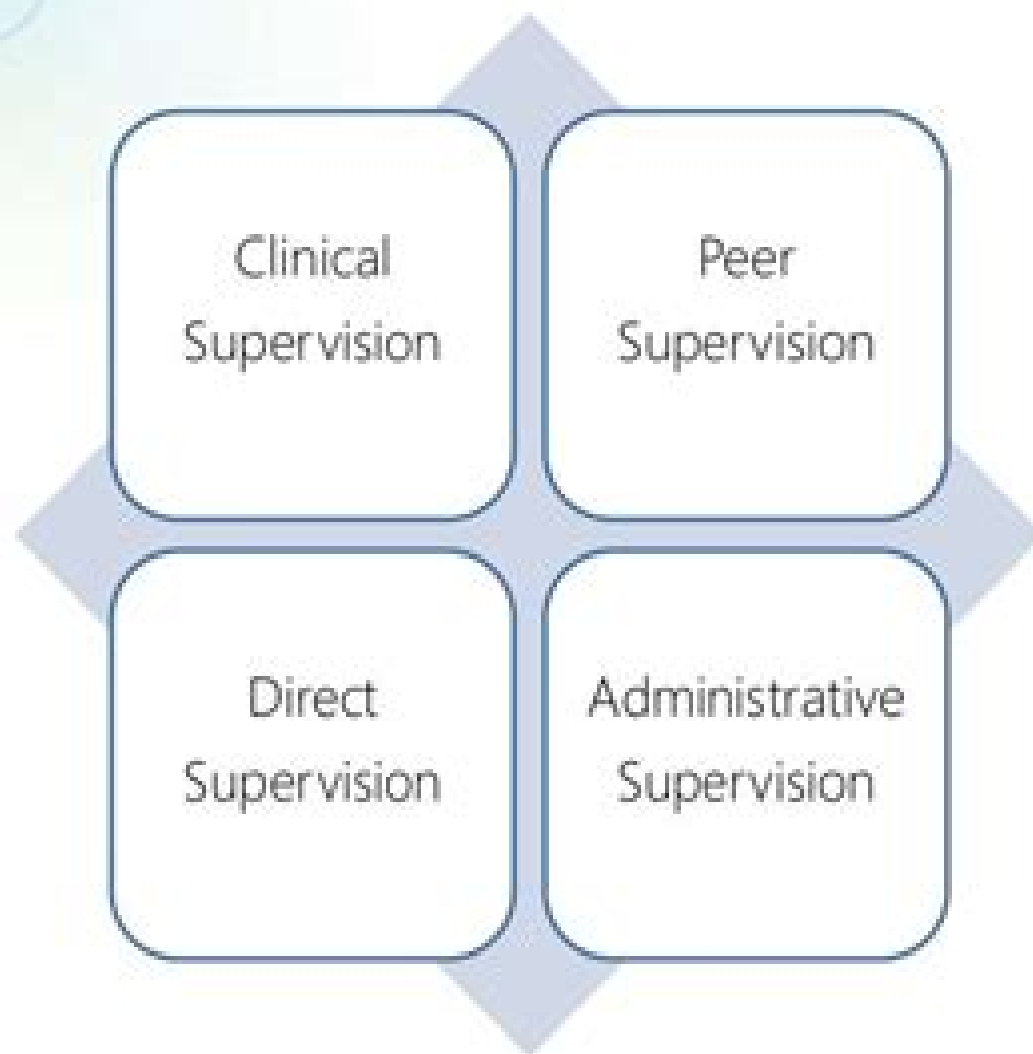 Clinical
Supervision
Peer
Supervision
Direct
Supervision
Administrative
Supervision